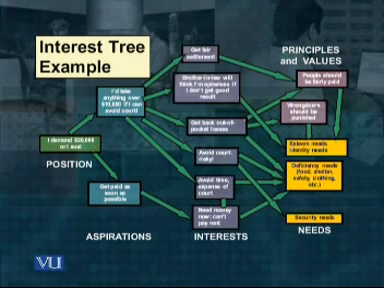 Interest Tree
Example
PRINCIPLES
and VALUES
Get fair
settlement
I'd take
anything over
$10,000 if I can
avoid court!
Brother-in-law will
think I'm spineless if
I don't get good
result
People should
be fairly paid
Wrongdoers
should be
punished
Get back out-of-
pocket losses
I demand $20,000
or I sue!
Avoid court:
risky!
Esteem needs
Identity needs
POSITION
Deficiency needs
(food, shelter,
safety, clothing,
etc.)
Get paid as
soon as
possible
Avoid time,
expense of
court
Need money
now: can't
pay rent
Security needs
ASPIRATIONS
INTERESTS
NEEDS
VU